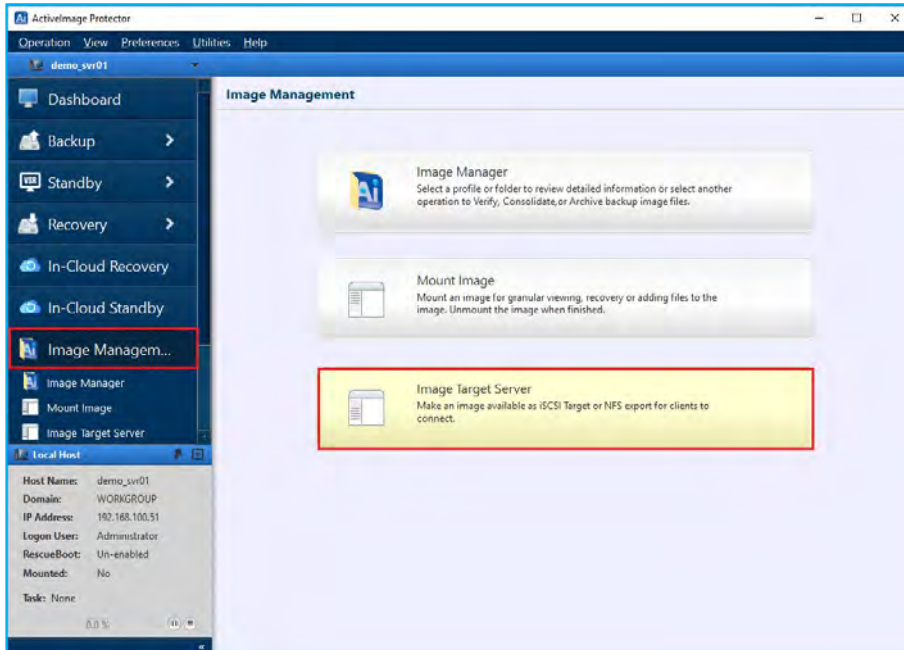 ActiveImage Protector
Operation View Preferences Utilities Help
demo_svr01
Dashboard
Backup
Standby
Recovery
In-Cloud Recovery
In-Cloud Standby
Image Managem...
Image Manager
Mount Image
Image Target Server
Local Host
Host Name: demo_svr01
Domain: WORKGROUP
IP Address: 192.168.100.51
Logon User: Administrator
RescueBoot: Un-enabled
Mounted: No
Task: None
0.0 %
Image Management
Image Manager
Select a profile or folder to review detailed information or select another
operation to Verify, Consolidate,or Archive backup image files.
Mount Image
Mount an image for granular viewing, recovery or adding files to the
image. Unmount the image when finished.
Image Target Server
Make an image available as iSCSI Target or NFS export for clients to
connect.